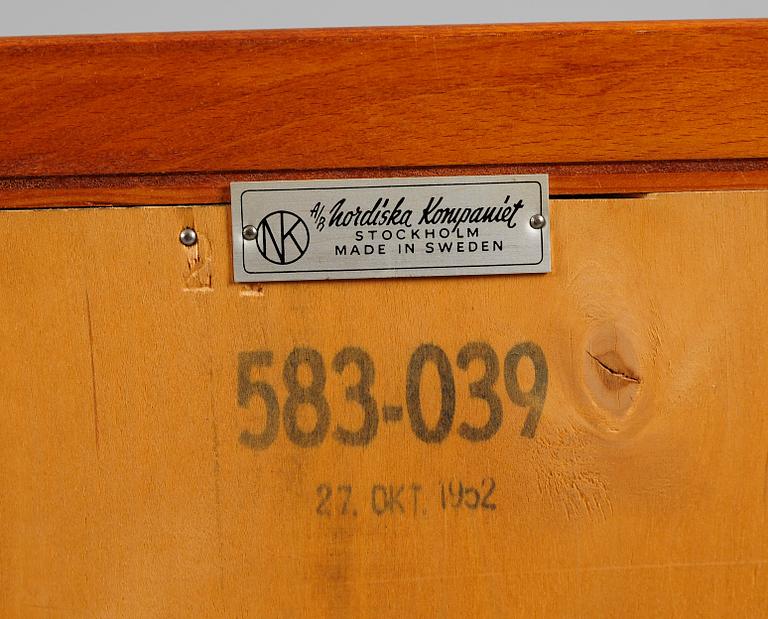 NK
A/B Nordiska Kompaniet
STOCKHOLM
MADE IN SWEDEN
583-039
27. OKT. 1952